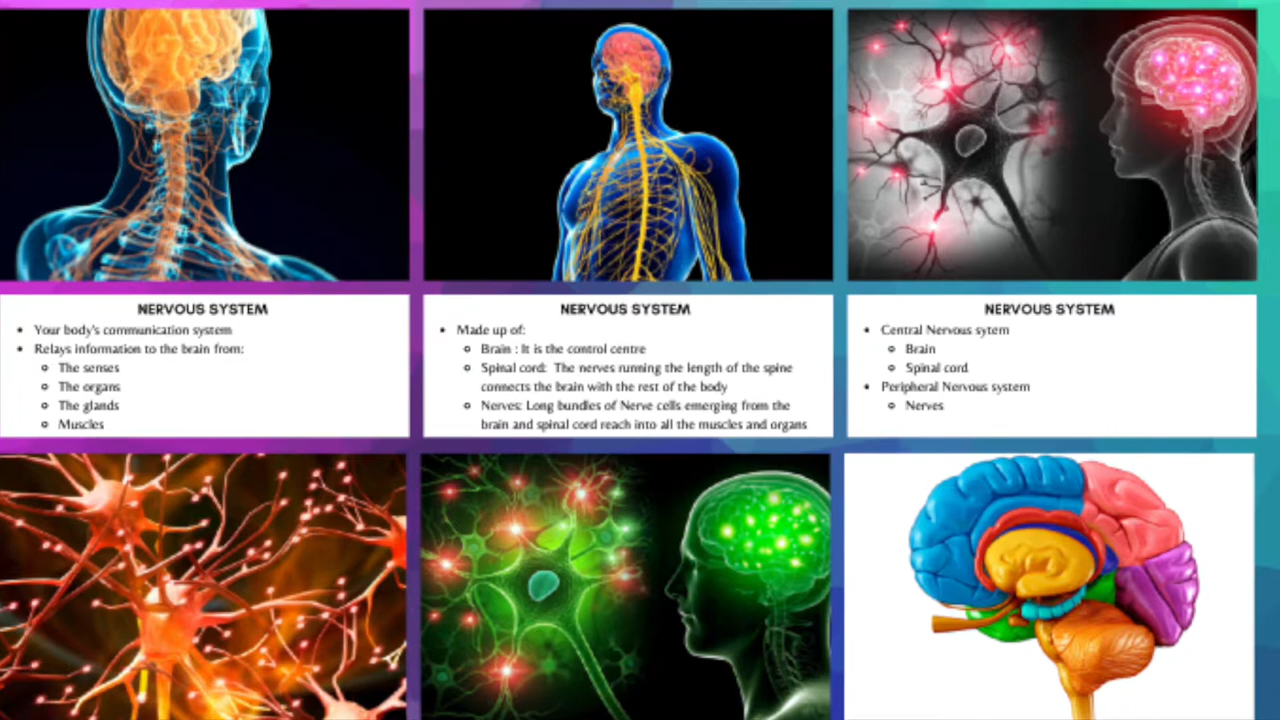 NERVOUS SYSTEM
• Your body's communication system
• Relays information to the brain from:
∘ The senses
∘ The organs
∘ The glands
∘ Muscles
NERVOUS SYSTEM
• Made up of:
∘ Brain : It is the control centre
∘ Spinal cord: The nerves running the length of the spine
connects the brain with the rest of the body
∘ Nerves: Long bundles of Nerve cells emerging from the
brain and spinal cord reach into all the muscles and organs
NERVOUS SYSTEM
• Central Nervous sytem
∘ Brain
∘ Spinal cord
• Peripheral Nervous system
∘ Nerves